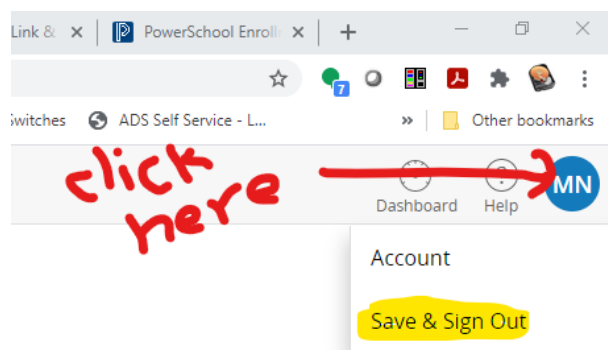 Link &
PowerSchool Enroll
7
Switches
ADS Self Service - L...
»
Other bookmarks
click
here
Dashboard
?
Help
MN
Account
Save & Sign Out